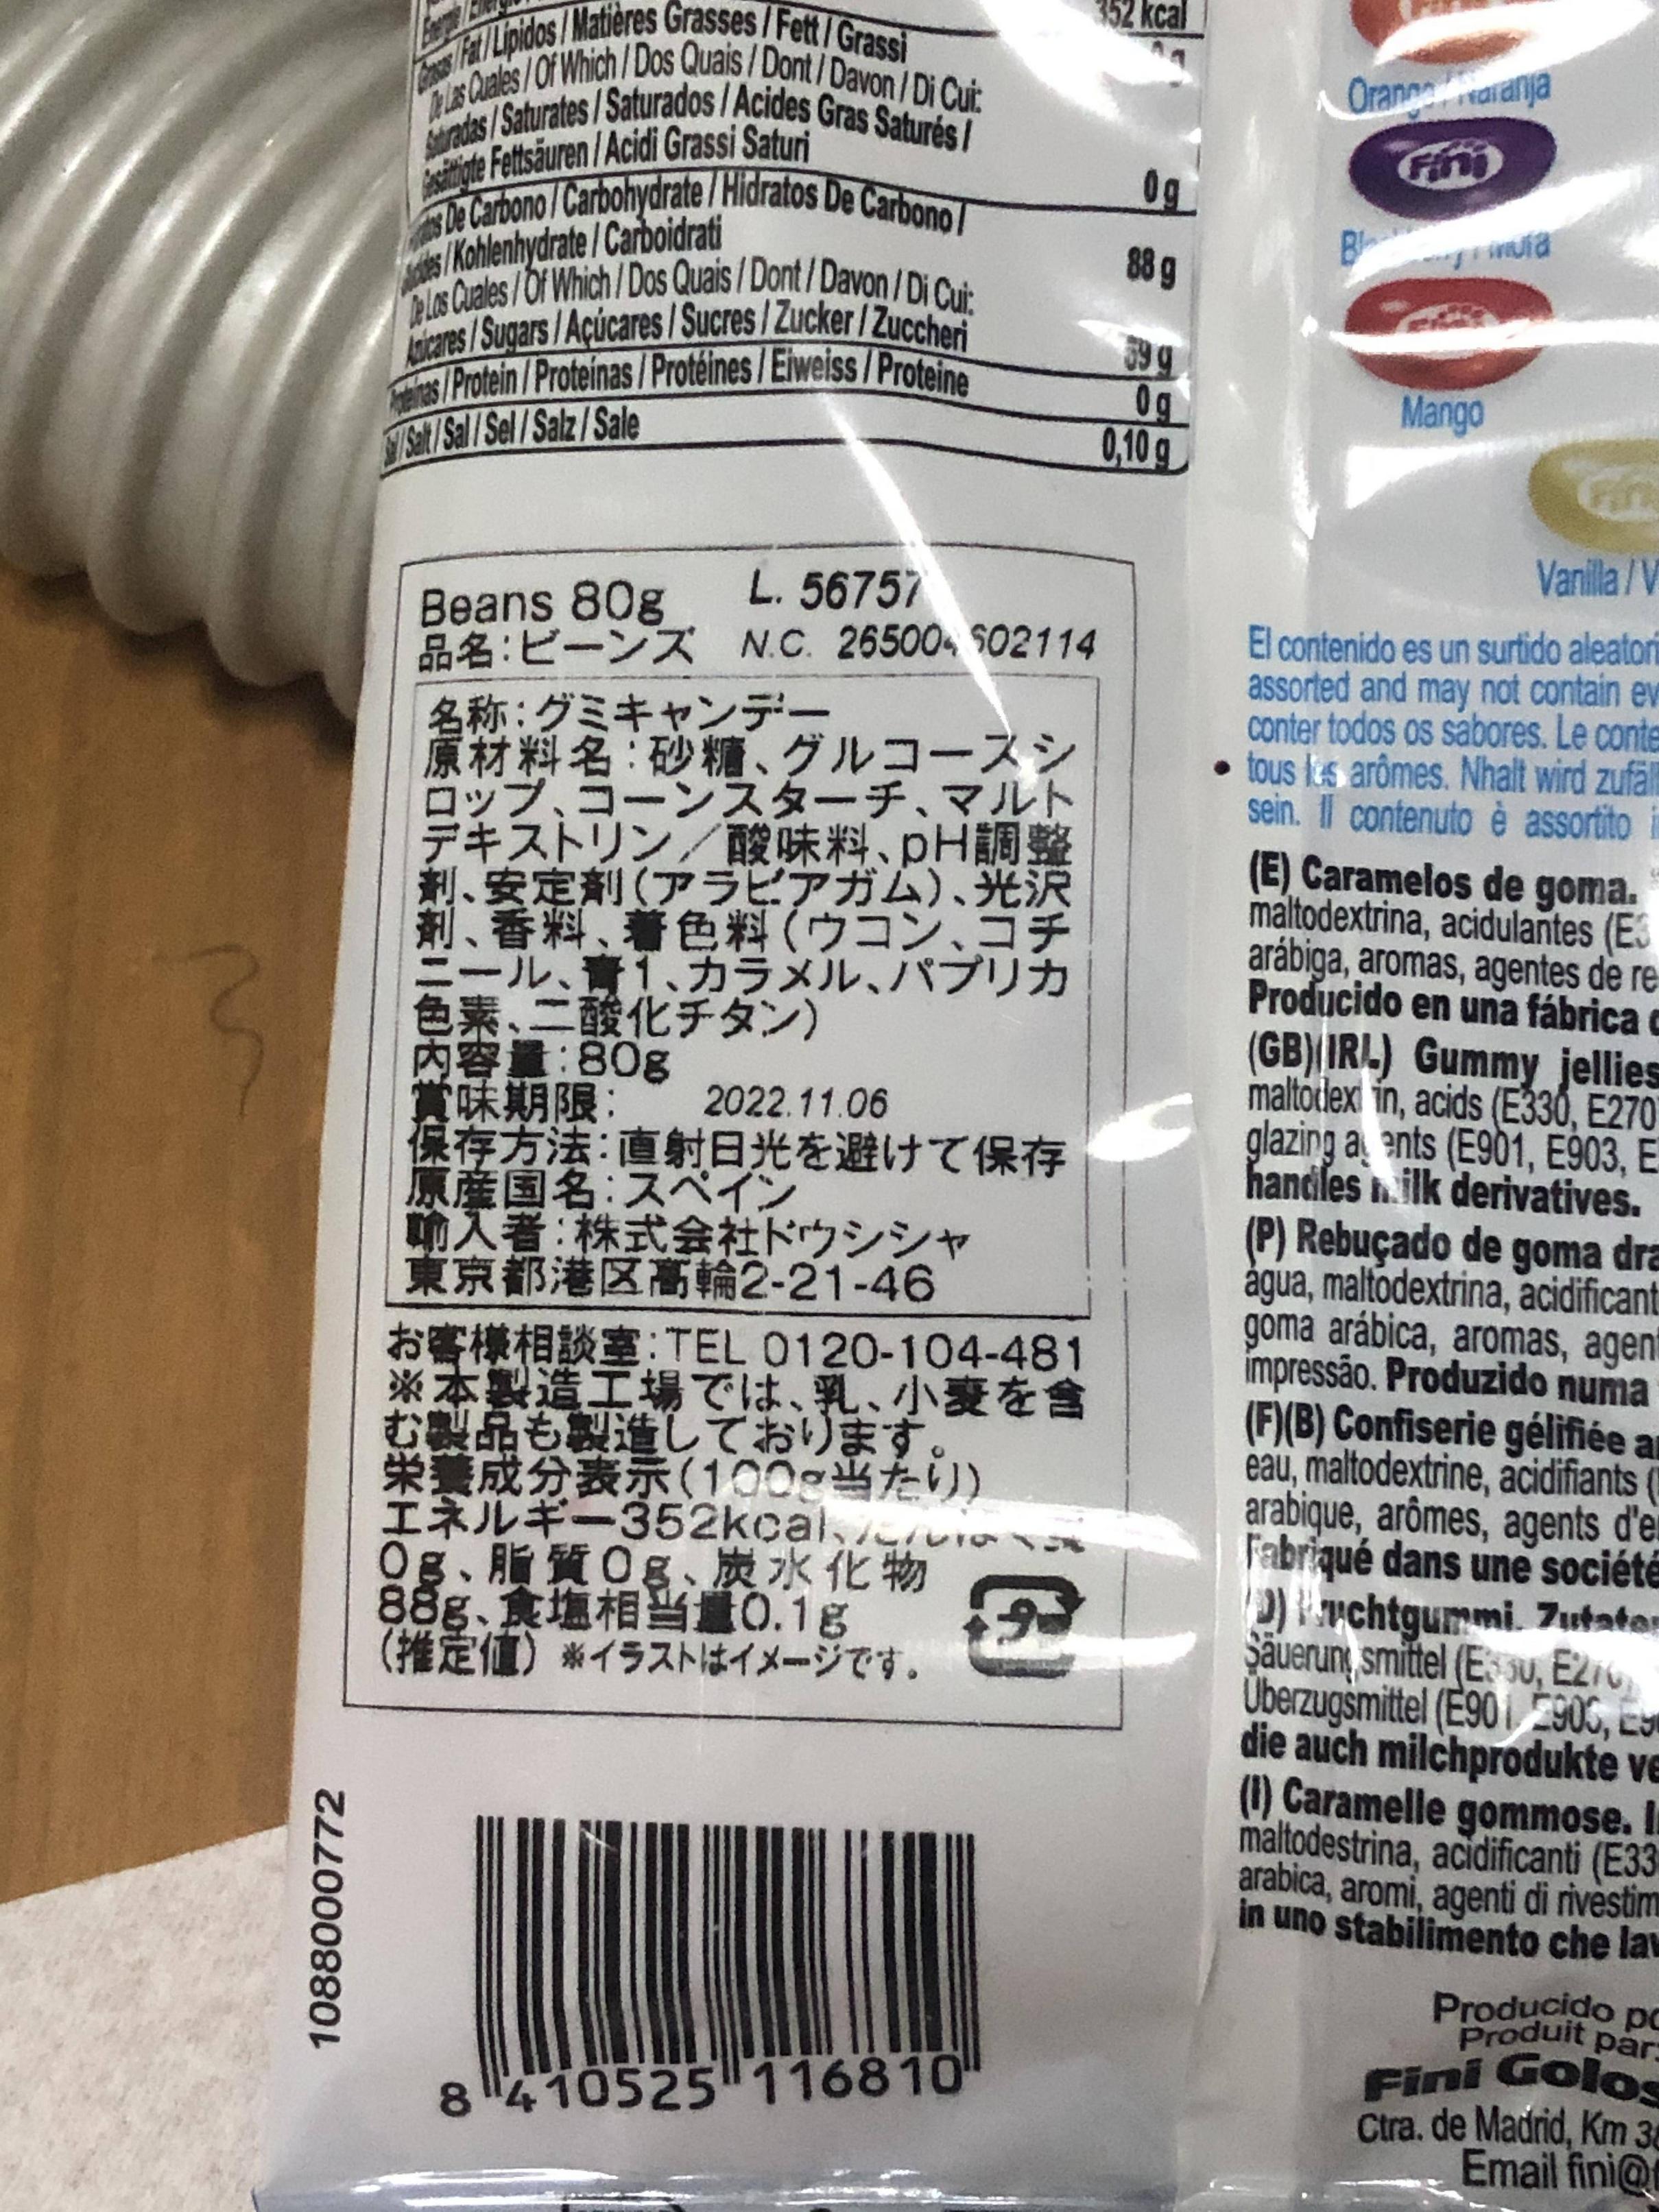 352 kcal
Grasas / Fat / Lípidos / Matières Grasses / Fett / Grassi
De Las Cuales / Of Which / Dos Quais / Dont / Davon / Di Cui:
Saturadas / Saturates / Saturados / Acides Gras Saturés /
Gesättigte Fettsäuren / Acidi Grassi Saturi
0 g
De Carbono / Carbohydrate / Hidratos De Carbono /
/ Kohlenhydrate / Carboidrati
88 g
De Los Cuales / Of Which / Dos Quais / Dont / Davon / Di Cui:
Azúcares / Sugars / Açúcares / Sucres / Zucker / Zuccheri
Proteínas / Protein / Proteínas / Protéines / Eiweiss / Proteine
0 g
Sal / Salt / Sal / Sel / Salz / Sale
0,10 g
Beans 80g L. 56757
品名:ビーンズ N.C.
名称:グミキャンデー
原材料名:砂糖、グルコースシ
ロップ、コーンスターチ、マルト
デキストリン/酸味料、pH調整
剤、安定剤(アラビアガム)、光沢
剤、香料、着色料(ウコン、コチ
ニール、青1、カラメル、パプリカ
色素、二酸化チタン)
内容量:80g
賞味期限: 2022.11.06
保存方法:直射日光を避けて保存
原産国名:スペイン
輸入者:株式会社ドウシシャ
東京都港区高輪2-21-46
お客様相談室:TEL 0120-104-481
※本製造工場では、乳、小麦を含
む製品も製造しております。
栄養成分表示(100g当たり)
エネルギー352kcal、たんぱく質
0g、脂質0g、炭水化物
88g、食塩相当量0.1g
(推定値) ※イラストはイメージです。
1088000772
8 410525 116810
Orange / Naranja
Fini
Mora
Fini
Mango
Fini
Vanilla /
El contenido es un surtido
assorted and may not contain
conter todos os sabores. Le
tous les arômes. Nhalt wird
sein. Il contenuto è assortito
(E) Caramelos de goma.
maltodextrina, acidulantes
arábiga, aromas, agentes de
Producido en una fábrica
(GB)(IRL) Gummy jellies
maltodextrin, acids (E330, E270
glazing agents (E901, E903,
handles milk derivatives.
(P) Rebuçado de goma
água, maltodextrina,
goma arábica, aromas,
impressão. Produzido numa
(F)(B) Confiserie gélifiée
eau, maltodextrine, acidifiants
arabique, arômes, agents
Fabriqué dans une société
(D) Fruchtgummi.
Säuerungsmittel (E330,
Überzugsmittel (E901, E903,
die auch milchprodukte
(I) Caramelle gommose.
maltodestrina, acidificanti
arabica, aromi, agenti di
in uno stabilimento che
Producido
Produit par:
Fini
Ctra. de Madrid, Km
Email fini@